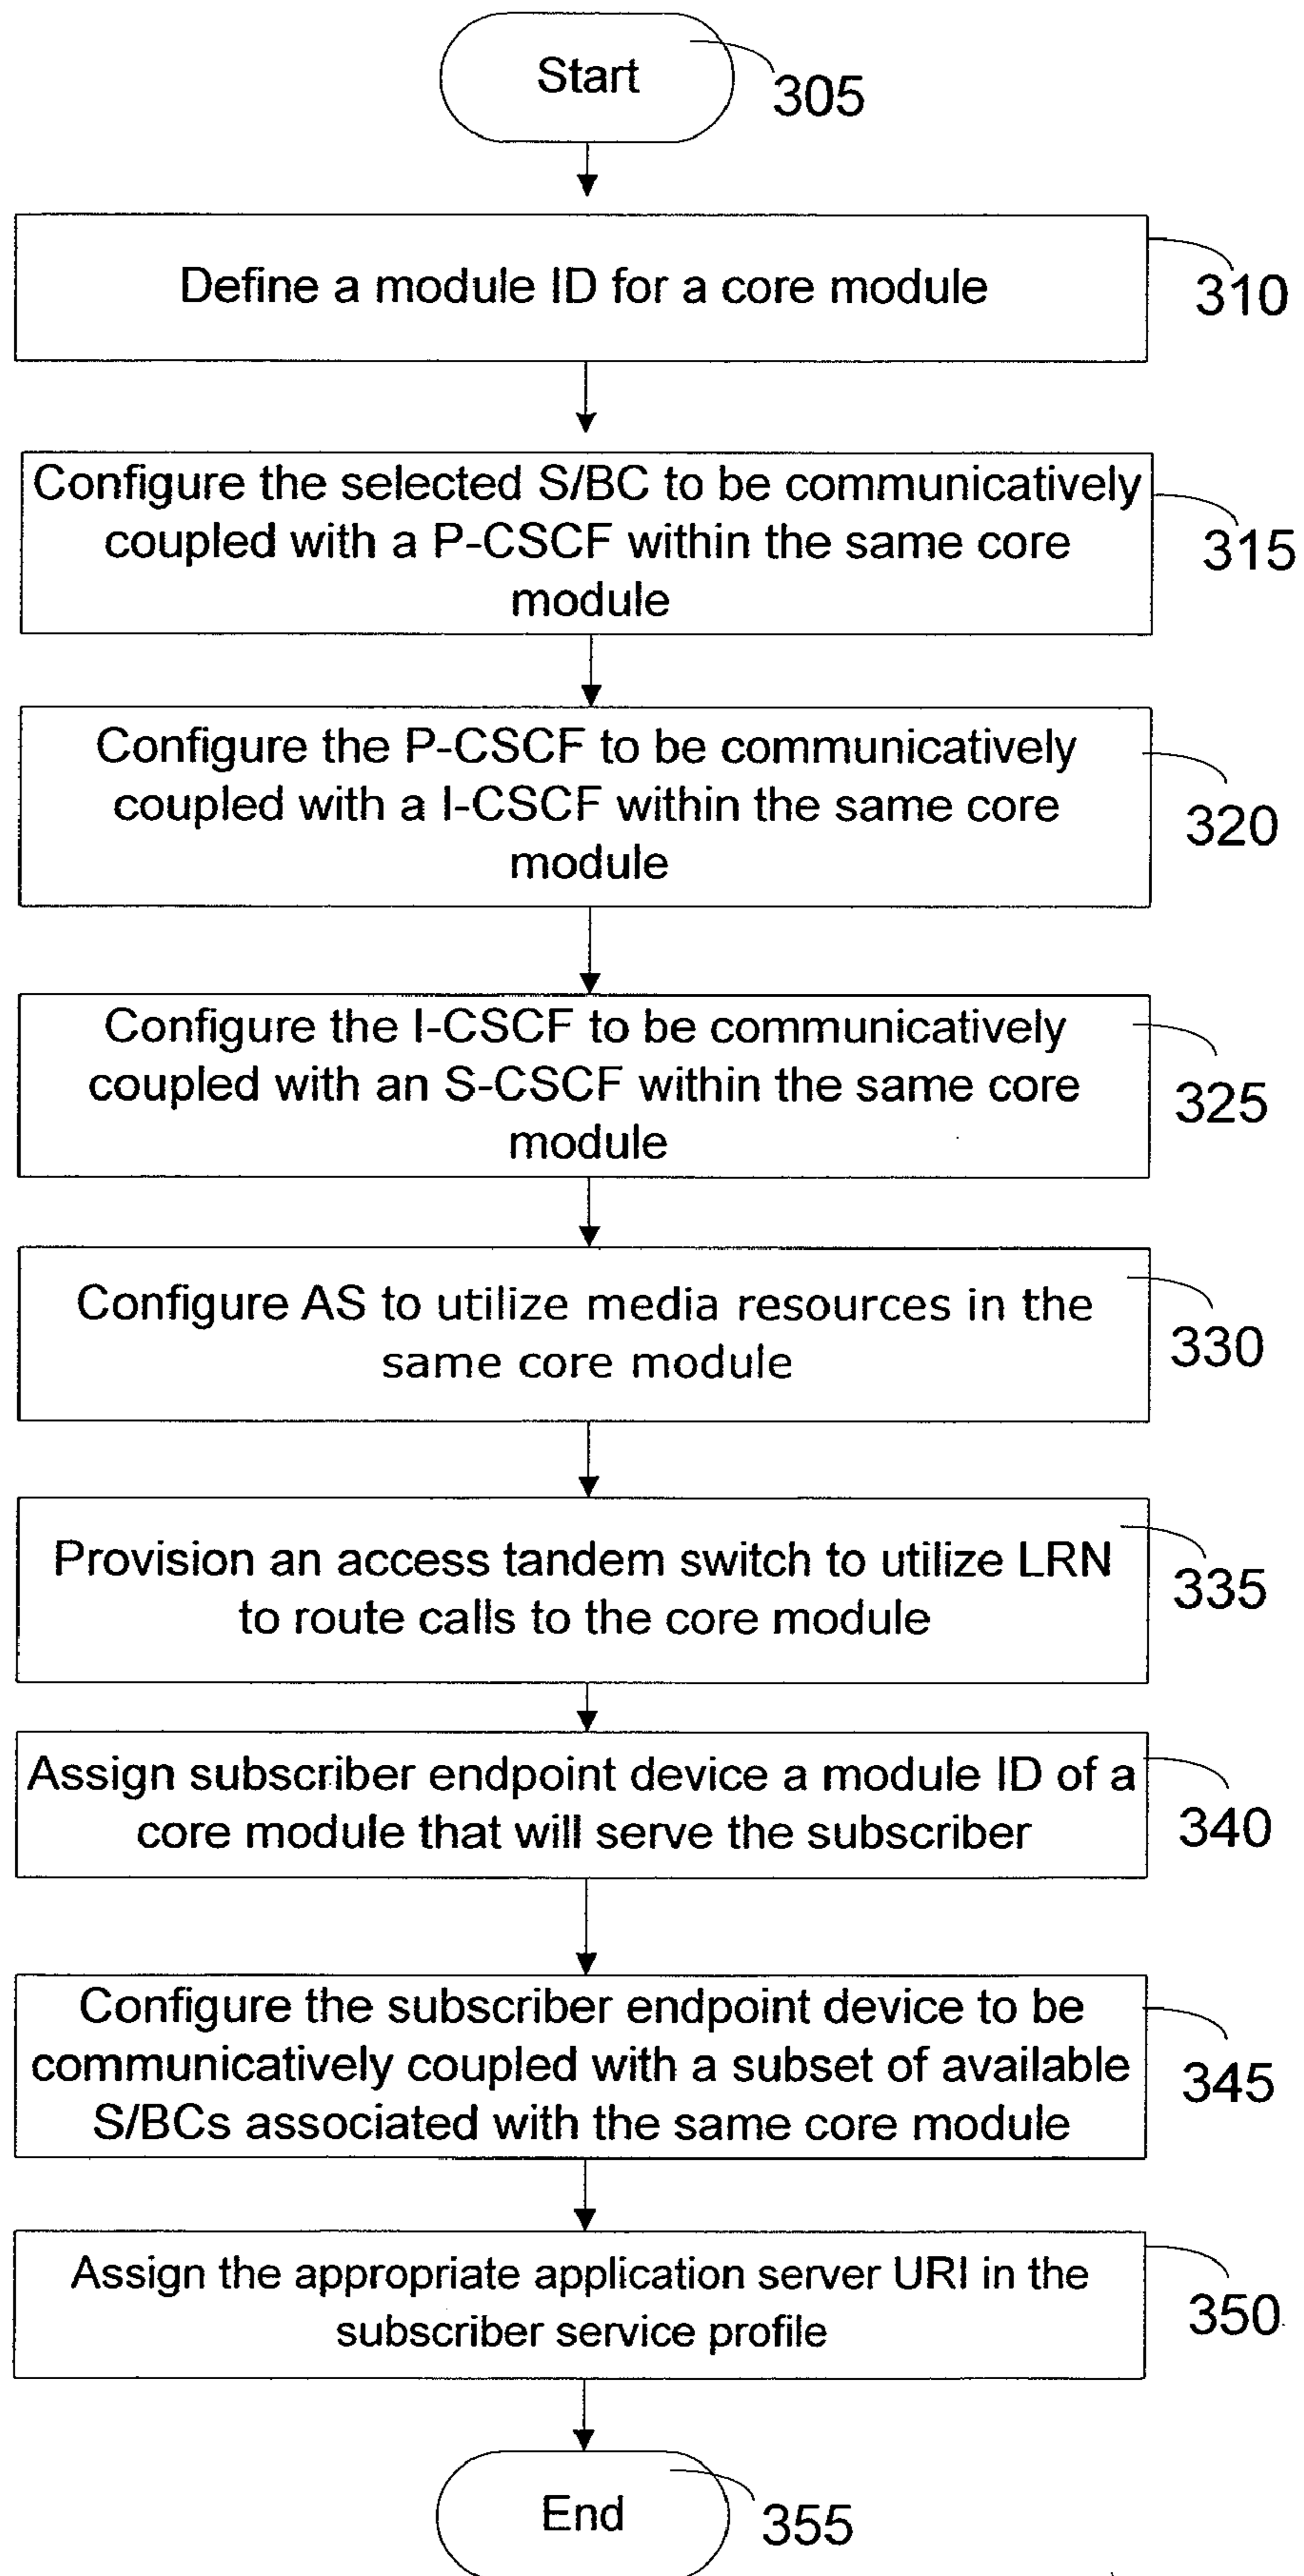 Start
305
Define a module ID for a core module
310
Configure the selected S/BC to be communicatively
coupled with a P-CSCF within the same core
module
315
Configure the P-CSCF to be communicatively
coupled with a I-CSCF within the same core
module
320
Configure the I-CSCF to be communicatively
coupled with an S-CSCF within the same core
module
325
Configure AS to utilize media resources in the
same core module
330
Provision an access tandem switch to utilize LRN
to route calls to the core module
335
Assign subscriber endpoint device a module ID of a
core module that will serve the subscriber
340
Configure the subscriber endpoint device to be
communicatively coupled with a subset of available
S/BCs associated with the same core module
345
Assign the appropriate application server URI in the
subscriber service profile
350
End
355